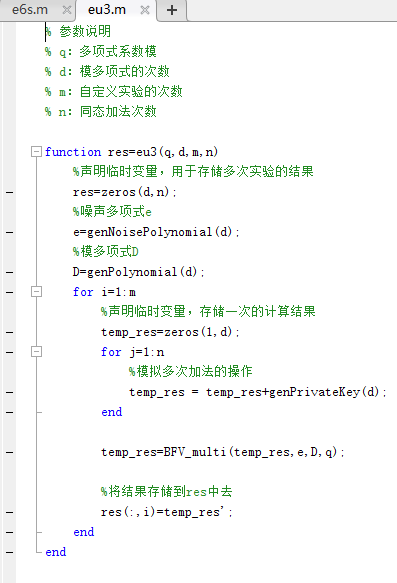 e6s.m × eu3.m × +
% 参数说明
% q: 多项式系数模
% d: 模多项式的次数
% m: 自定义实验的次数
% n: 同态加法次数
function res=eu3(q,d,m,n)
%声明临时变量，用于存储多次实验的结果
res=zeros(d,n);
%噪声多项式e
e=genNoisePolynomial(d);
%模多项式D
D=genPolynomial(d);
for i=1:m
%声明临时变量，存储一次的计算结果
temp_res=zeros(1,d);
for j=1:n
%模拟多次加法的操作
temp_res = temp_res+genPrivateKey(d);
end
temp_res=BFV_multi(temp_res,e,D,q);
%将结果存储到res中去
res(:,i)=temp_res';
end
end